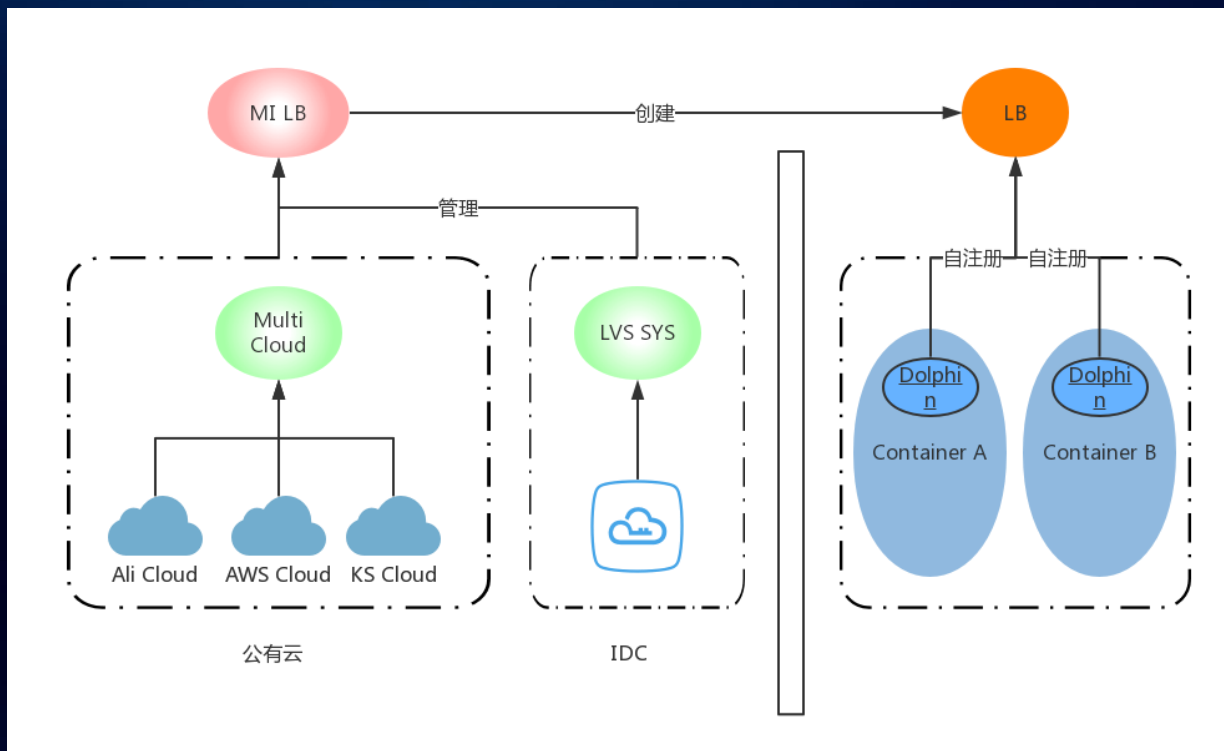 MI LB
创建
LB
管理
自注册
自注册
Multi
Cloud
LVS SYS
Dolphi
n
Dolphi
n
Container A
Container B
Ali Cloud
AWS Cloud
KS Cloud
公有云
IDC